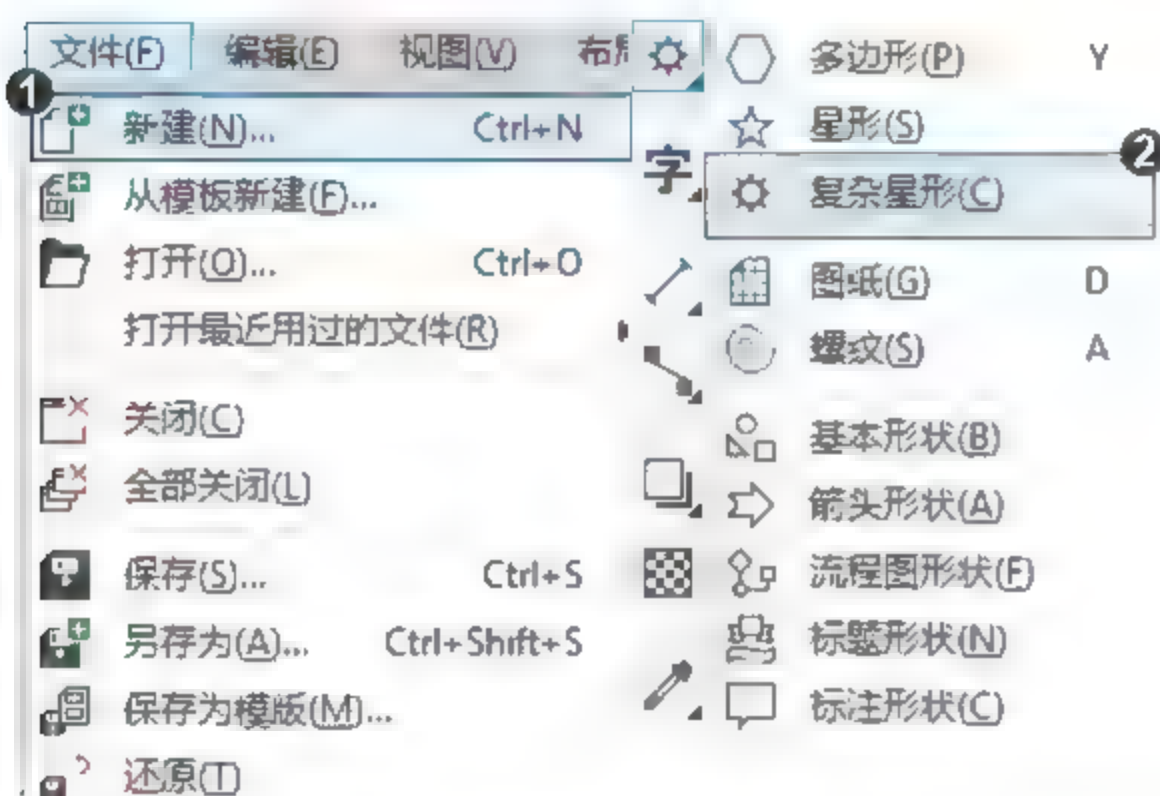 文件(F) 编辑(E) 视图(V) 布局
1
新建(N)... Ctrl+N
从模板新建(F)...
打开(O)... Ctrl+O
打开最近用过的文件(R)
关闭(C)
全部关闭(L)
保存(S)... Ctrl+S
另存为(A)... Ctrl+Shift+S
保存为模版(M)...
还原(T)
字
多边形(P) Y
星形(S)
2
复杂星形(C)
图纸(G) D
螺纹(S) A
基本形状(B)
箭头形状(A)
流程图形状(F)
标题形状(N)
标注形状(C)